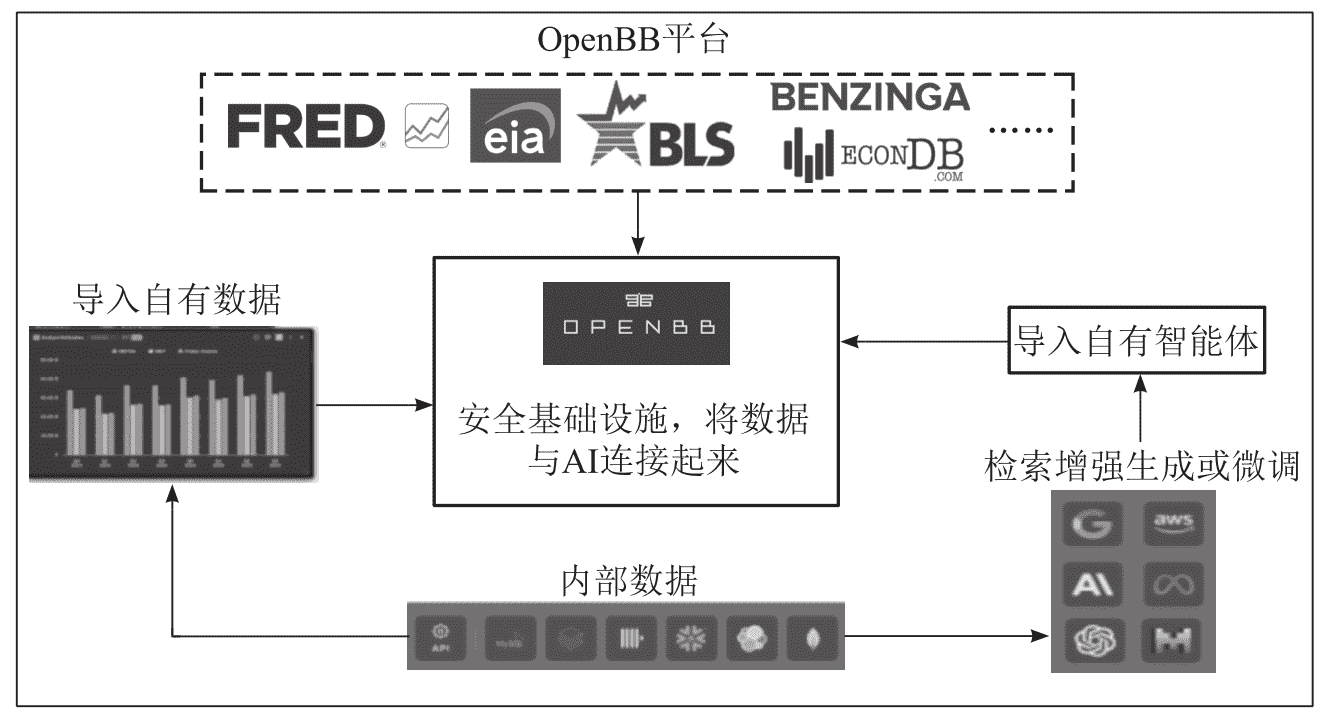 OpenBB平台
FRED®
eia
BLS
BENZINGA
ECONDB
.COM
……
导入自有数据
OPENBB
安全基础设施，将数据
与AI连接起来
导入自有智能体
检索增强生成或微调
G
aws
AI
内部数据
API